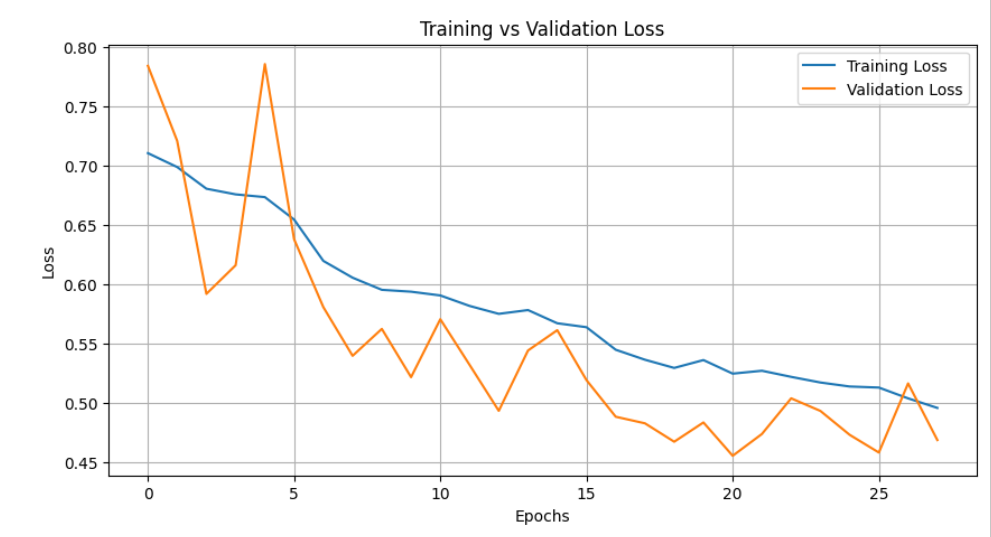 Training vs Validation Loss
Training Loss
Validation Loss
0.80
0.75
0.70
0.65
0.60
0.55
0.50
0.45
Loss
0 5 10 15 20 25
Epochs